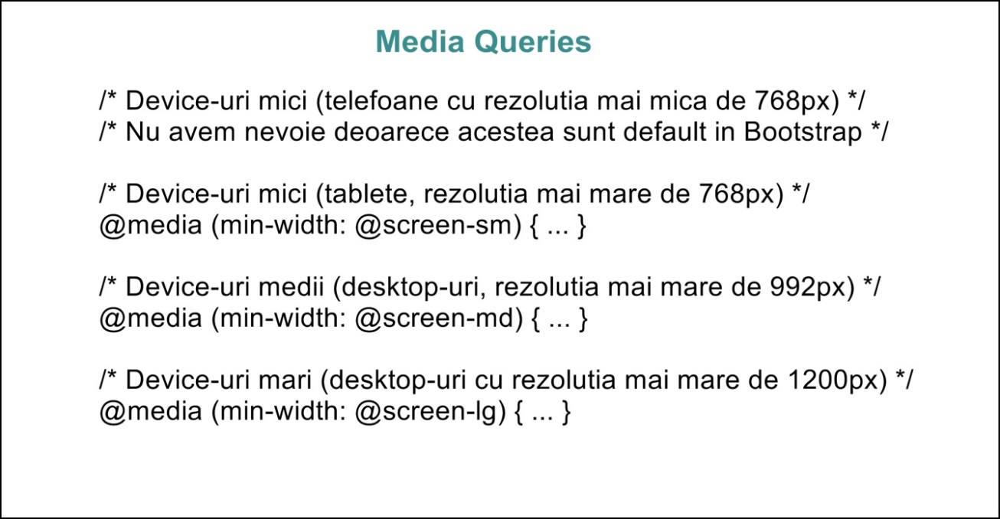 Media Queries
/* Device-uri mici (telefoane cu rezolutia mai mica de 768px) */
/* Nu avem nevoie deoarece acestea sunt default in Bootstrap */
/* Device-uri mici (tablete, rezolutia mai mare de 768px) */
@media (min-width: @screen-sm) { ... }
/* Device-uri medii (desktop-uri, rezolutia mai mare de 992px) */
@media (min-width: @screen-md) { ... }
/* Device-uri mari (desktop-uri cu rezolutia mai mare de 1200px) */
@media (min-width: @screen-lg) { ... }